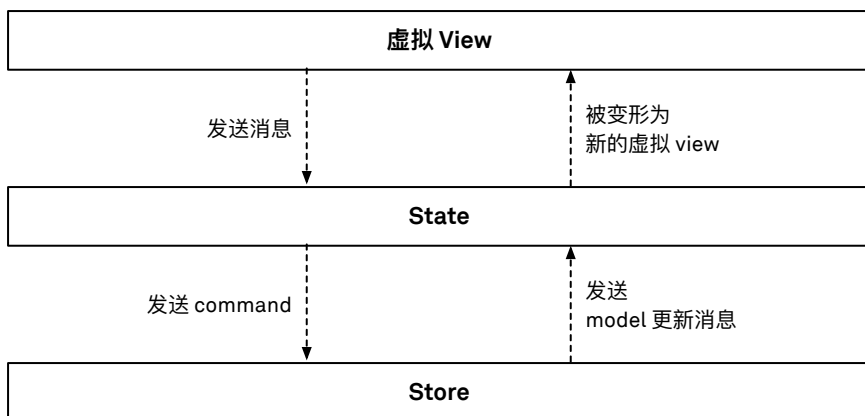 虚拟 View
发送消息
被变形为
新的虚拟 view
State
发送 command
发送
model 更新消息
Store